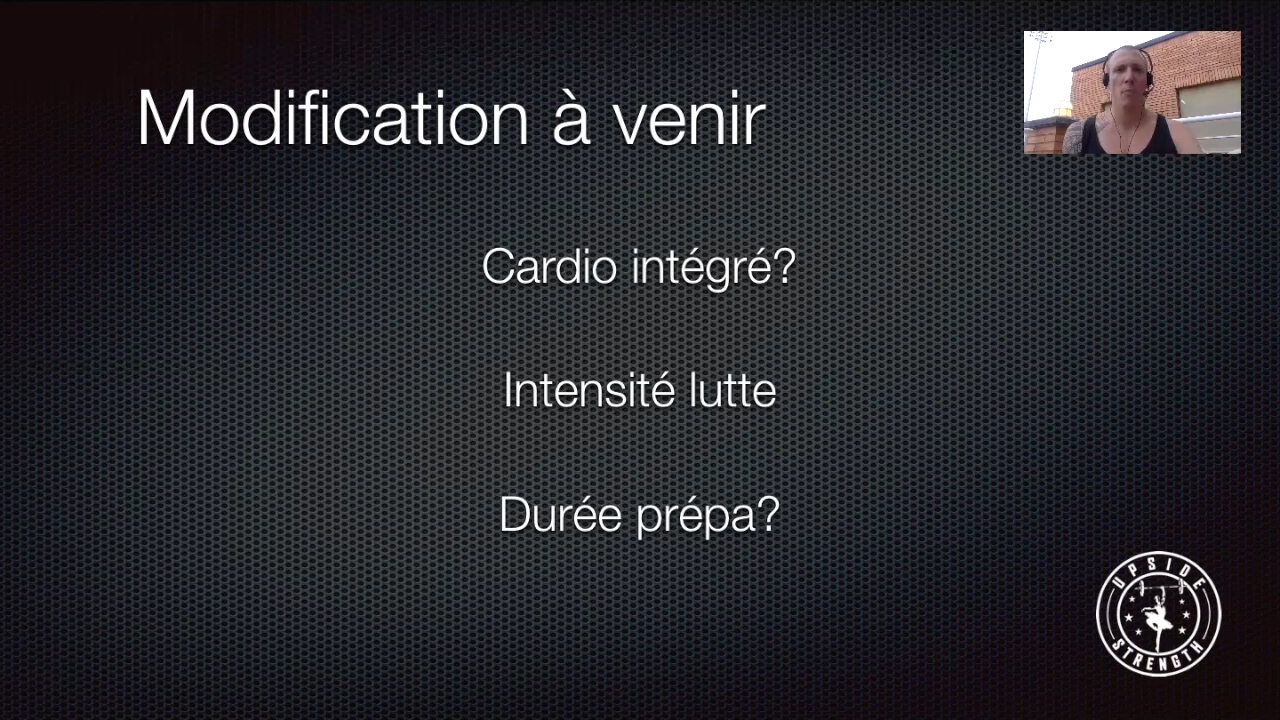 Modification à venir
Cardio intégré?
Intensité lutte
Durée prépa?
UPSIDE
STRENGTH